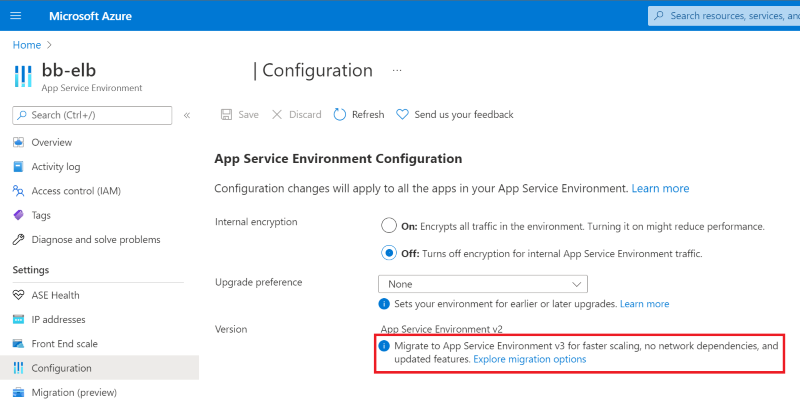 Microsoft Azure
Search resources, services, and
Home >
bb-elb | Configuration ...
App Service Environment
Search (Ctrl+/)
«
Save
Discard
Refresh
Send us your feedback
Overview
Activity log
Access control (IAM)
Tags
Diagnose and solve problems
Settings
ASE Health
IP addresses
Front End scale
Configuration
Migration (preview)
App Service Environment Configuration
Configuration changes will apply to all the apps in your App Service Environment. Learn more
Internal encryption
On: Encrypts all traffic in the environment. Turning it on might reduce performance.
Off: Turns off encryption for internal App Service Environment traffic.
Upgrade preference
None
Sets your environment for earlier or later upgrades. Learn more
Version
App Service Environment v2
Migrate to App Service Environment v3 for faster scaling, no network dependencies, and
updated features. Explore migration options